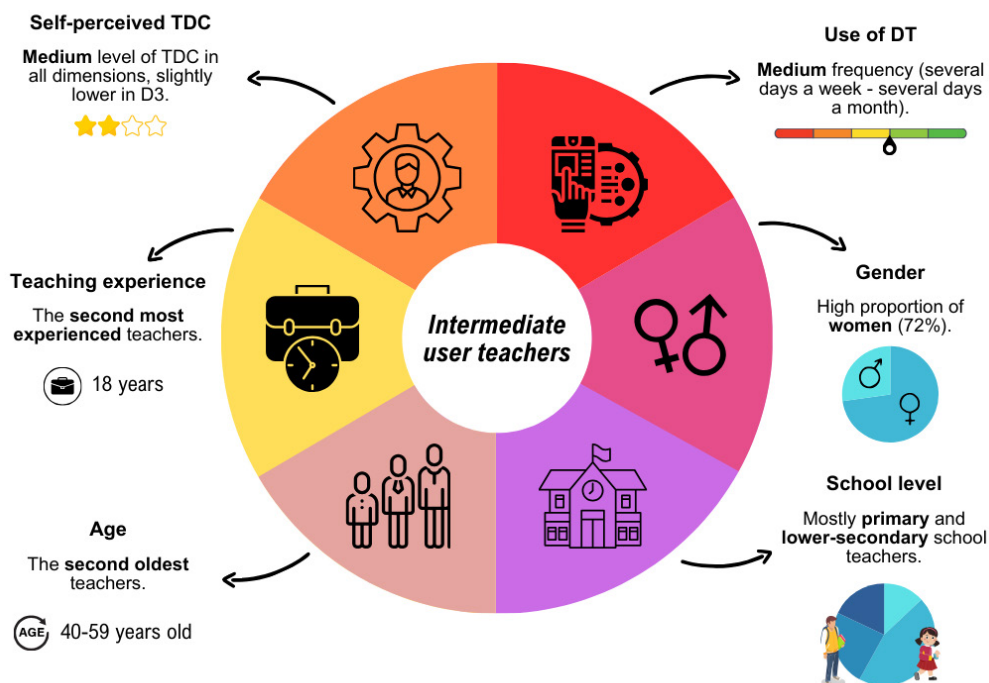 Self-perceived TDC
Medium level of TDC in
all dimensions, slightly
lower in D3.
Use of DT
Medium frequency (several
days a week - several days
a month).
Teaching experience
The second most
experienced teachers.
18 years
Intermediate
user teachers
Gender
High proportion of
women (72%).
Age
The second oldest
teachers.
AGE
40-59 years old
School level
Mostly primary and
lower-secondary school
teachers.